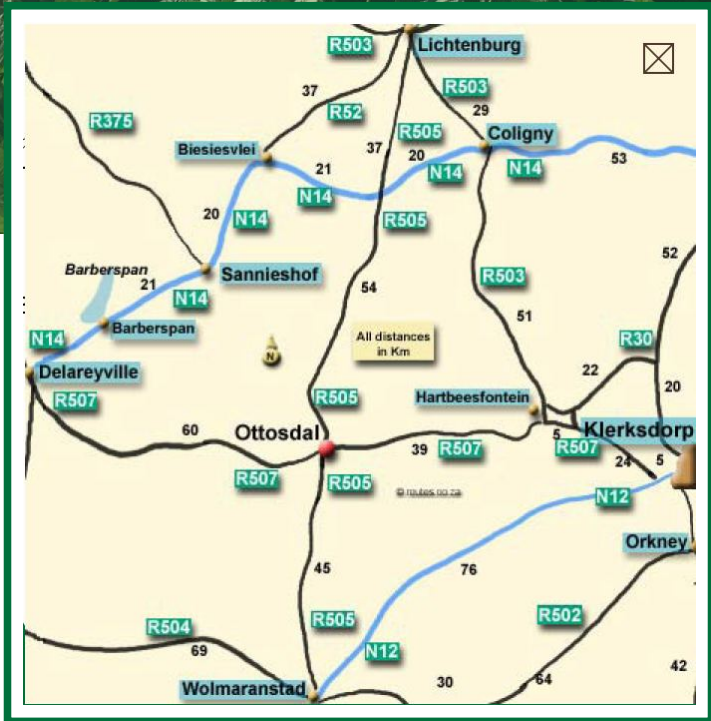 R503
Lichtenburg
R375
37
R52
R503
29
R505
37
20
Coligny
Biesiesvlei
21
N14
N14
N14
53
20
N14
R505
Barberspan
21
Sannieshof
N14
54
R503
52
51
N14
Barberspan
All distances
in Km
N
R30
Delareyville
22
20
R507
R505
Hartbeesfontein
60
Ottosdal
39
R507
5
R507
Klerksdorp
24
5
R507
R505
© routes.co.za
N12
Orkney
76
45
R505
R502
R504
69
N12
42
Wolmaranstad
30
64